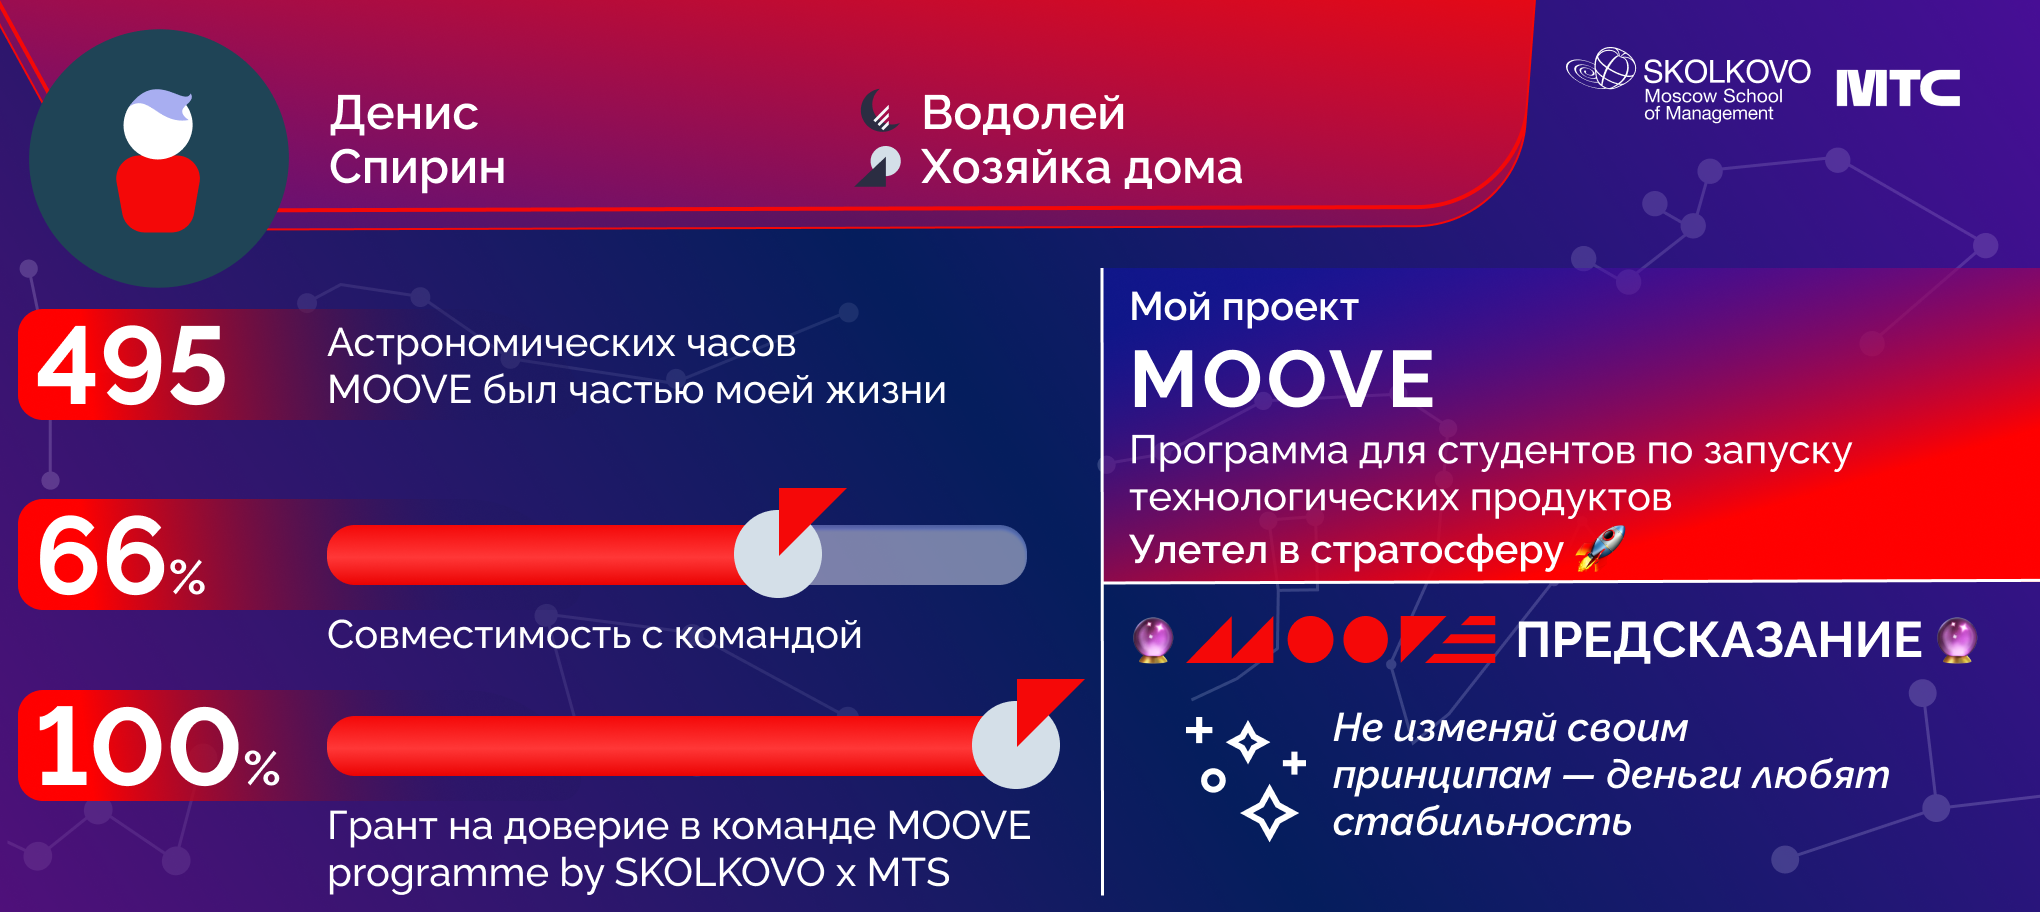 Денис
Спирин
Водолей
Хозяйка дома
SKOLKOVO
Moscow School
of Management
МТС
495
Астрономических часов
MOOVE был частью моей жизни
66%
Совместимость с командой
100%
Грант на доверие в команде MOOVE
programme by SKOLKOVO x MTS
Мой проект
MOOVE
Программа для студентов по запуску
технологических продуктов
Улетел в стратосферу 🚀
🔮 MOOVE ПРЕДСКАЗАНИЕ 🔮
Не изменяй своим
принципам — деньги любят
стабильность